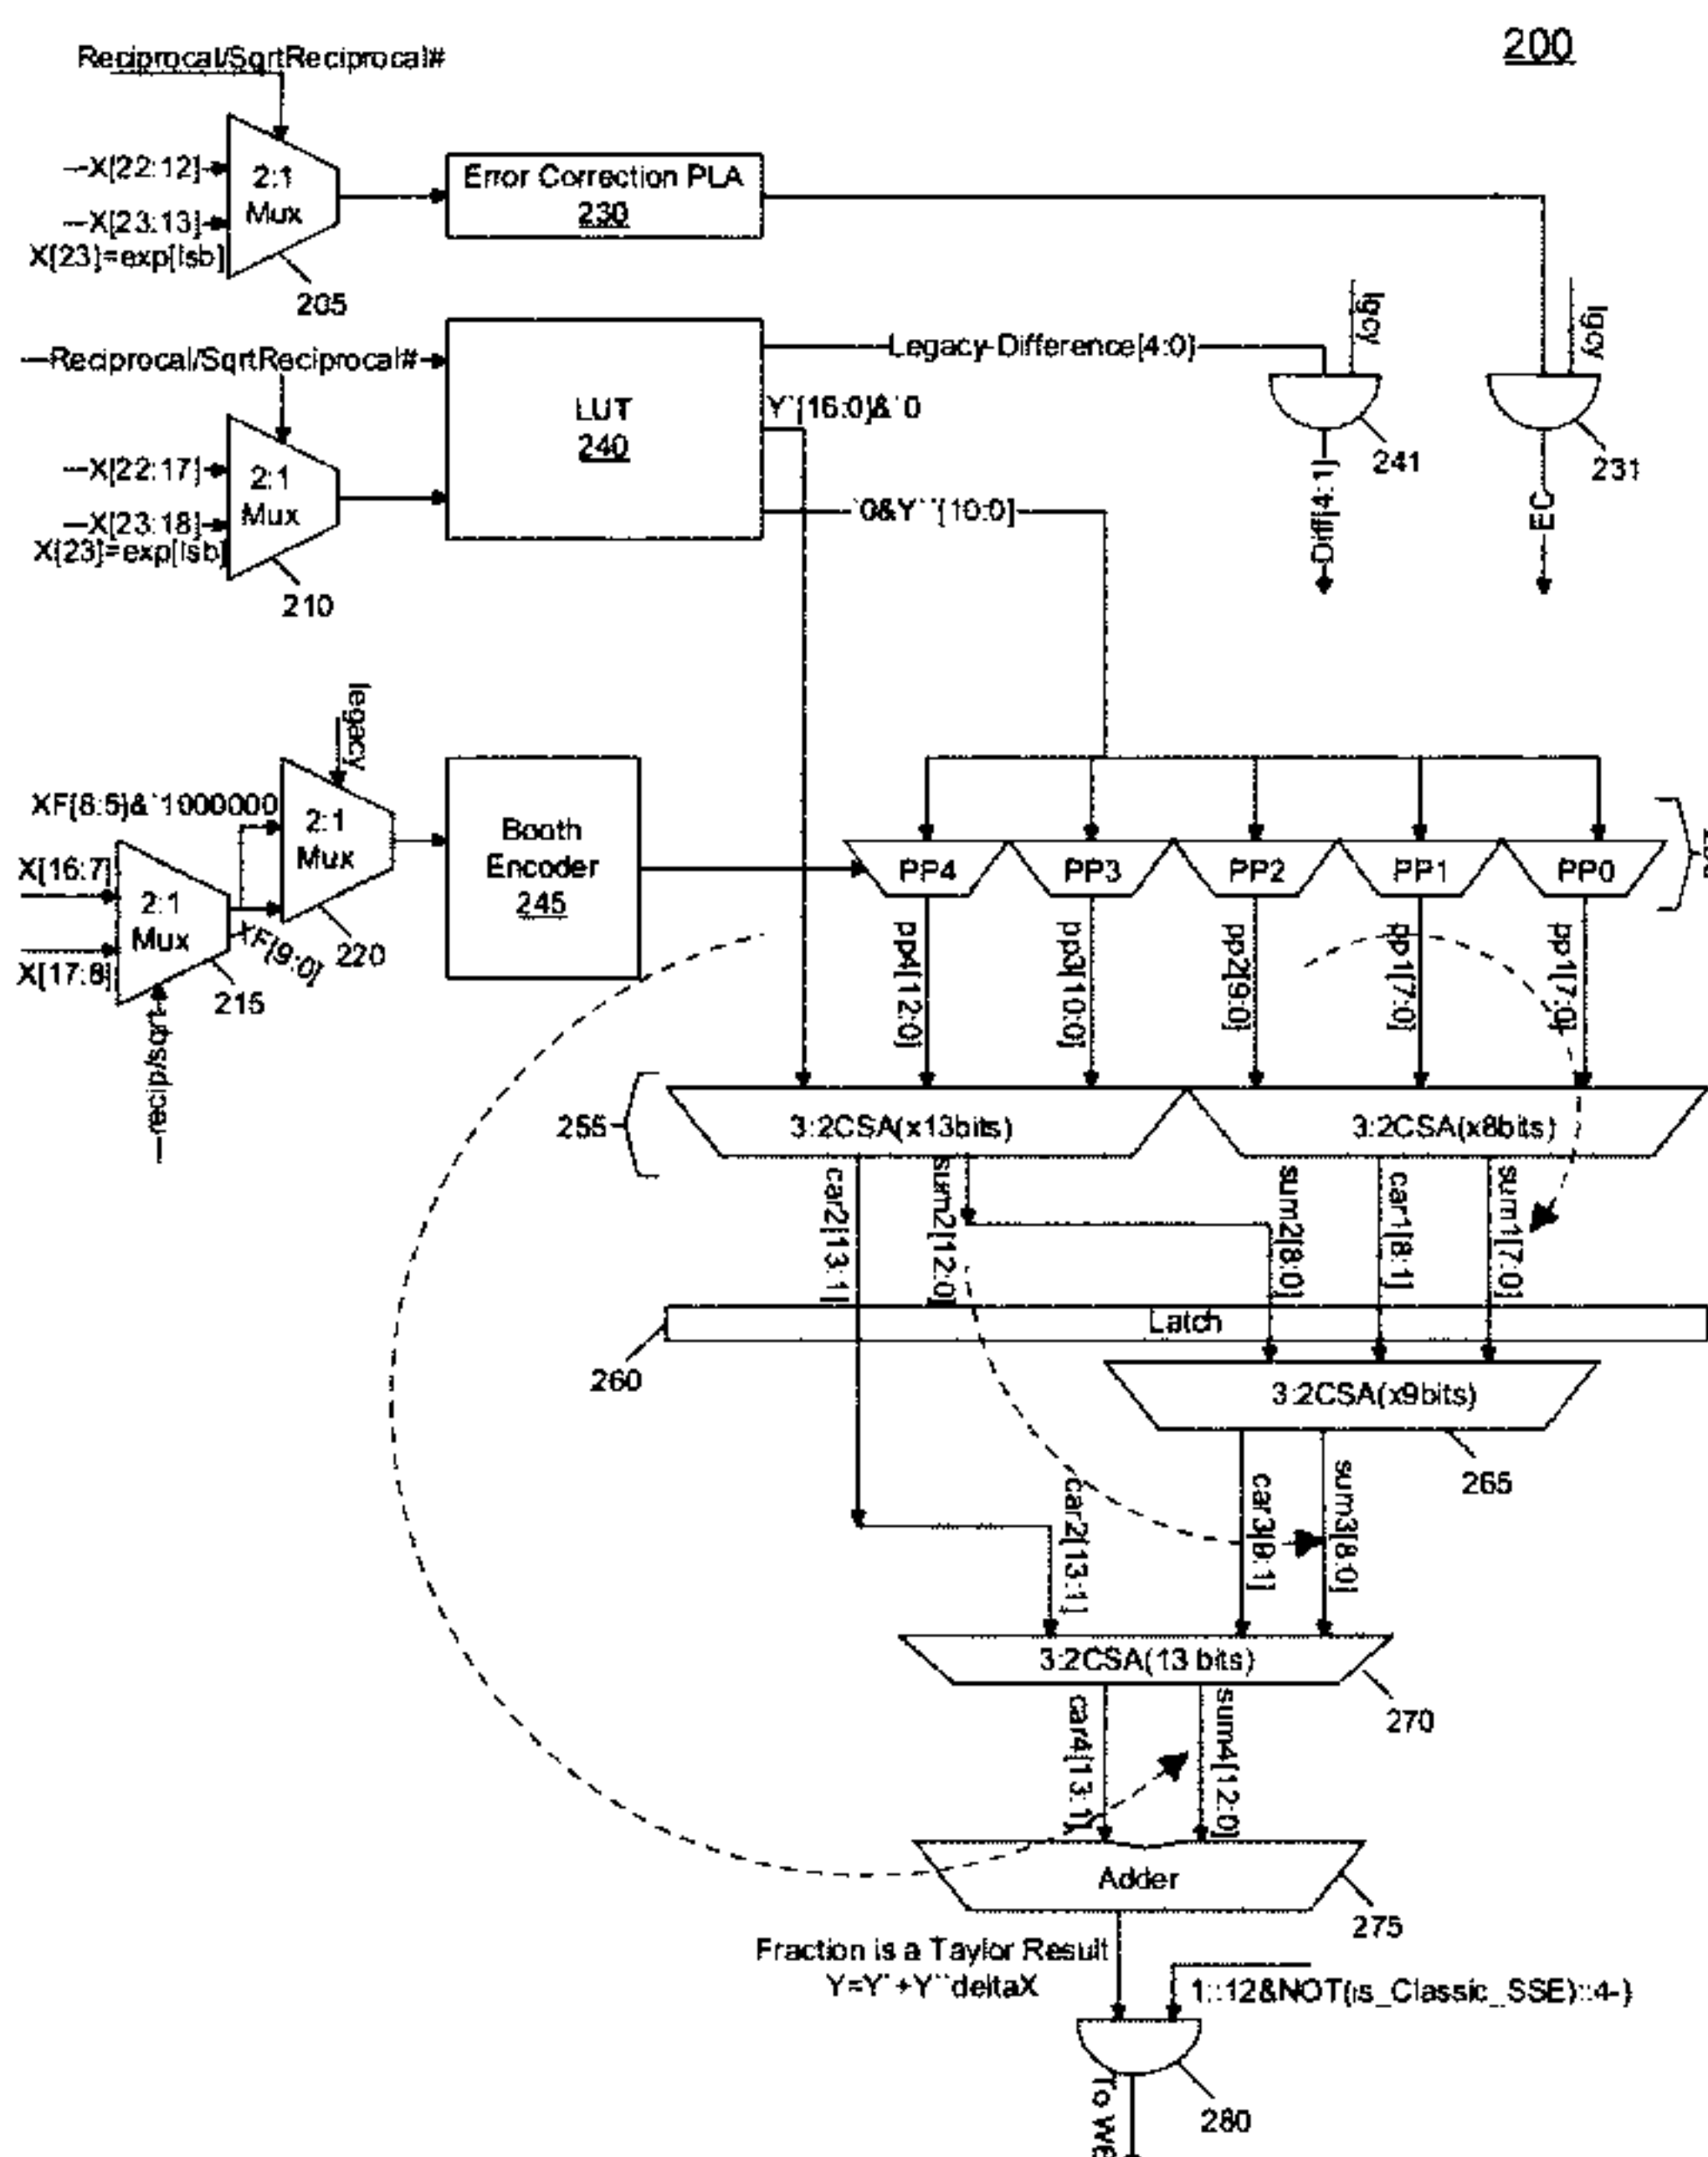 200
Reciprocal/SqrtReciprocal#
X[22:12]
X[23:13]
X[23]=exp[lsb]
2:1
Mux
205
Error Correction PLA
230
Reciprocal/SqrtReciprocal#
X[22:17]
X[23:18]
X[23]=exp[lsb]
2:1
Mux
210
LUT
240
Legacy-Difference[4:0]
Y`[16:0]&`0
`0&Y``[10:0]
lgcy
241
Diff[4:1]
lgcy
231
EC
legacy
XF[8:5]&`1000000
X[16:7]
X[17:8]
2:1
Mux
215
XF[9:0]
recip/sqrt
2:1
Mux
220
Booth
Encoder
245
PP4
PP3
PP2
PP1
PP0
pp4[12:0]
pp3[10:0]
pp2[9:0]
pp1[7:0]
pp1[7:0]
255
3:2CSA(x13bits)
3:2CSA(x8bits)
car2[13:1]
sum2[12:0]
sum2[8:0]
car1[8:1]
sum1[7:0]
Latch
260
3:2CSA(x9bits)
265
car2[13:1]
car3[9:1]
sum3[8:0]
3:2CSA(13 bits)
270
car4[13:1]
sum4[12:0]
Adder
275
Fraction is a Taylor Result
Y=Y`+Y``deltaX
1::12&NOT(is_Classic_SSE)::4-)
280